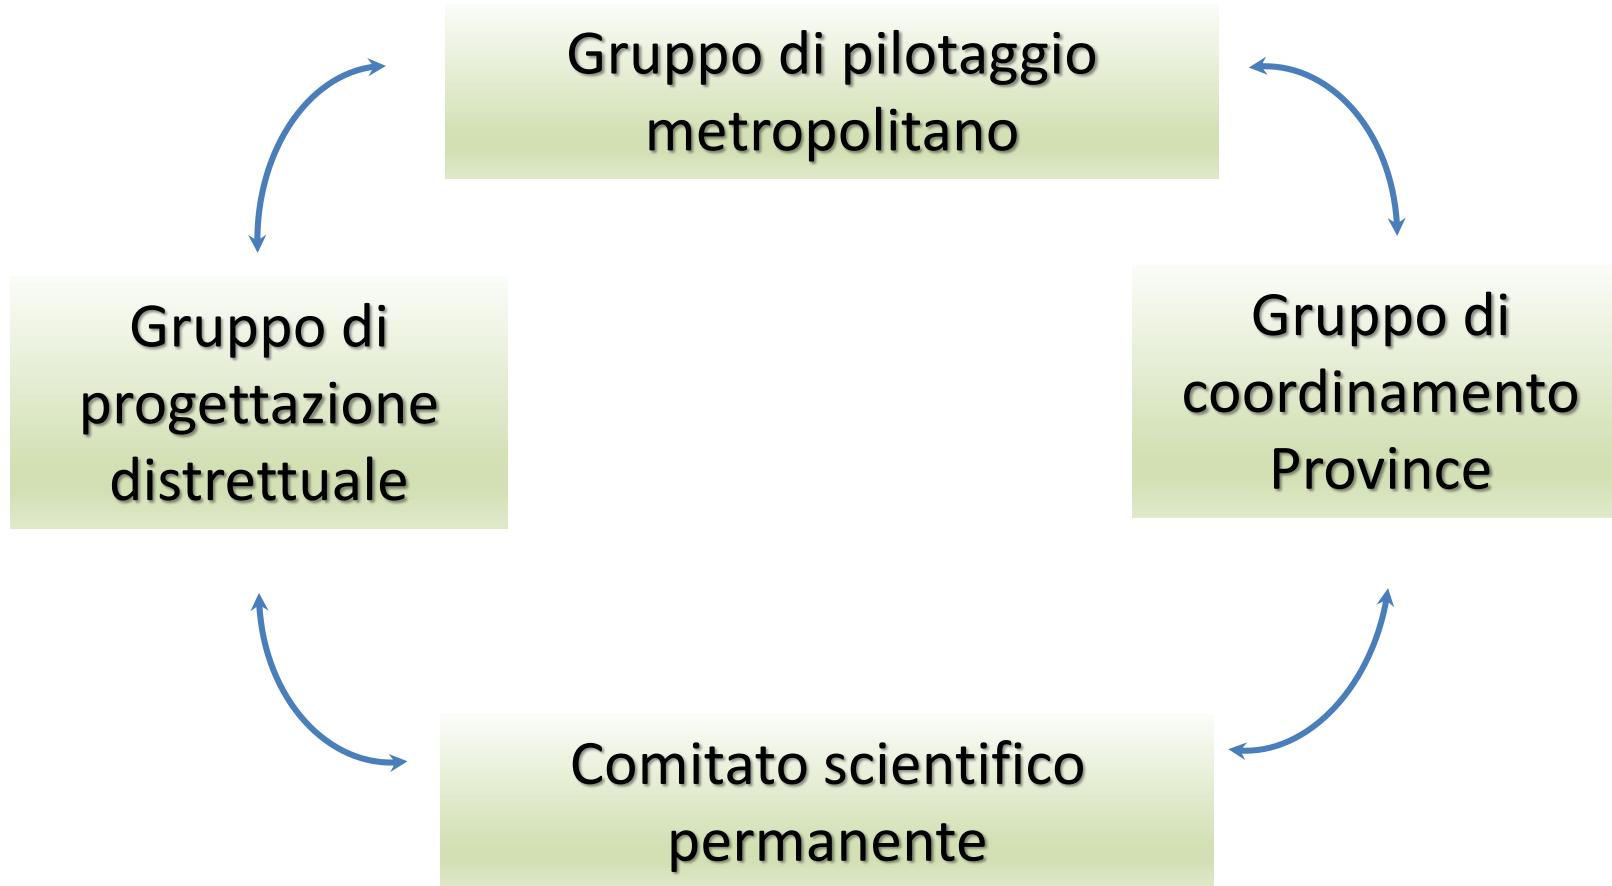 Gruppo di pilotaggio
metropolitano
Gruppo di
progettazione
distrettuale
Gruppo di
coordinamento
Province
Comitato scientifico
permanente